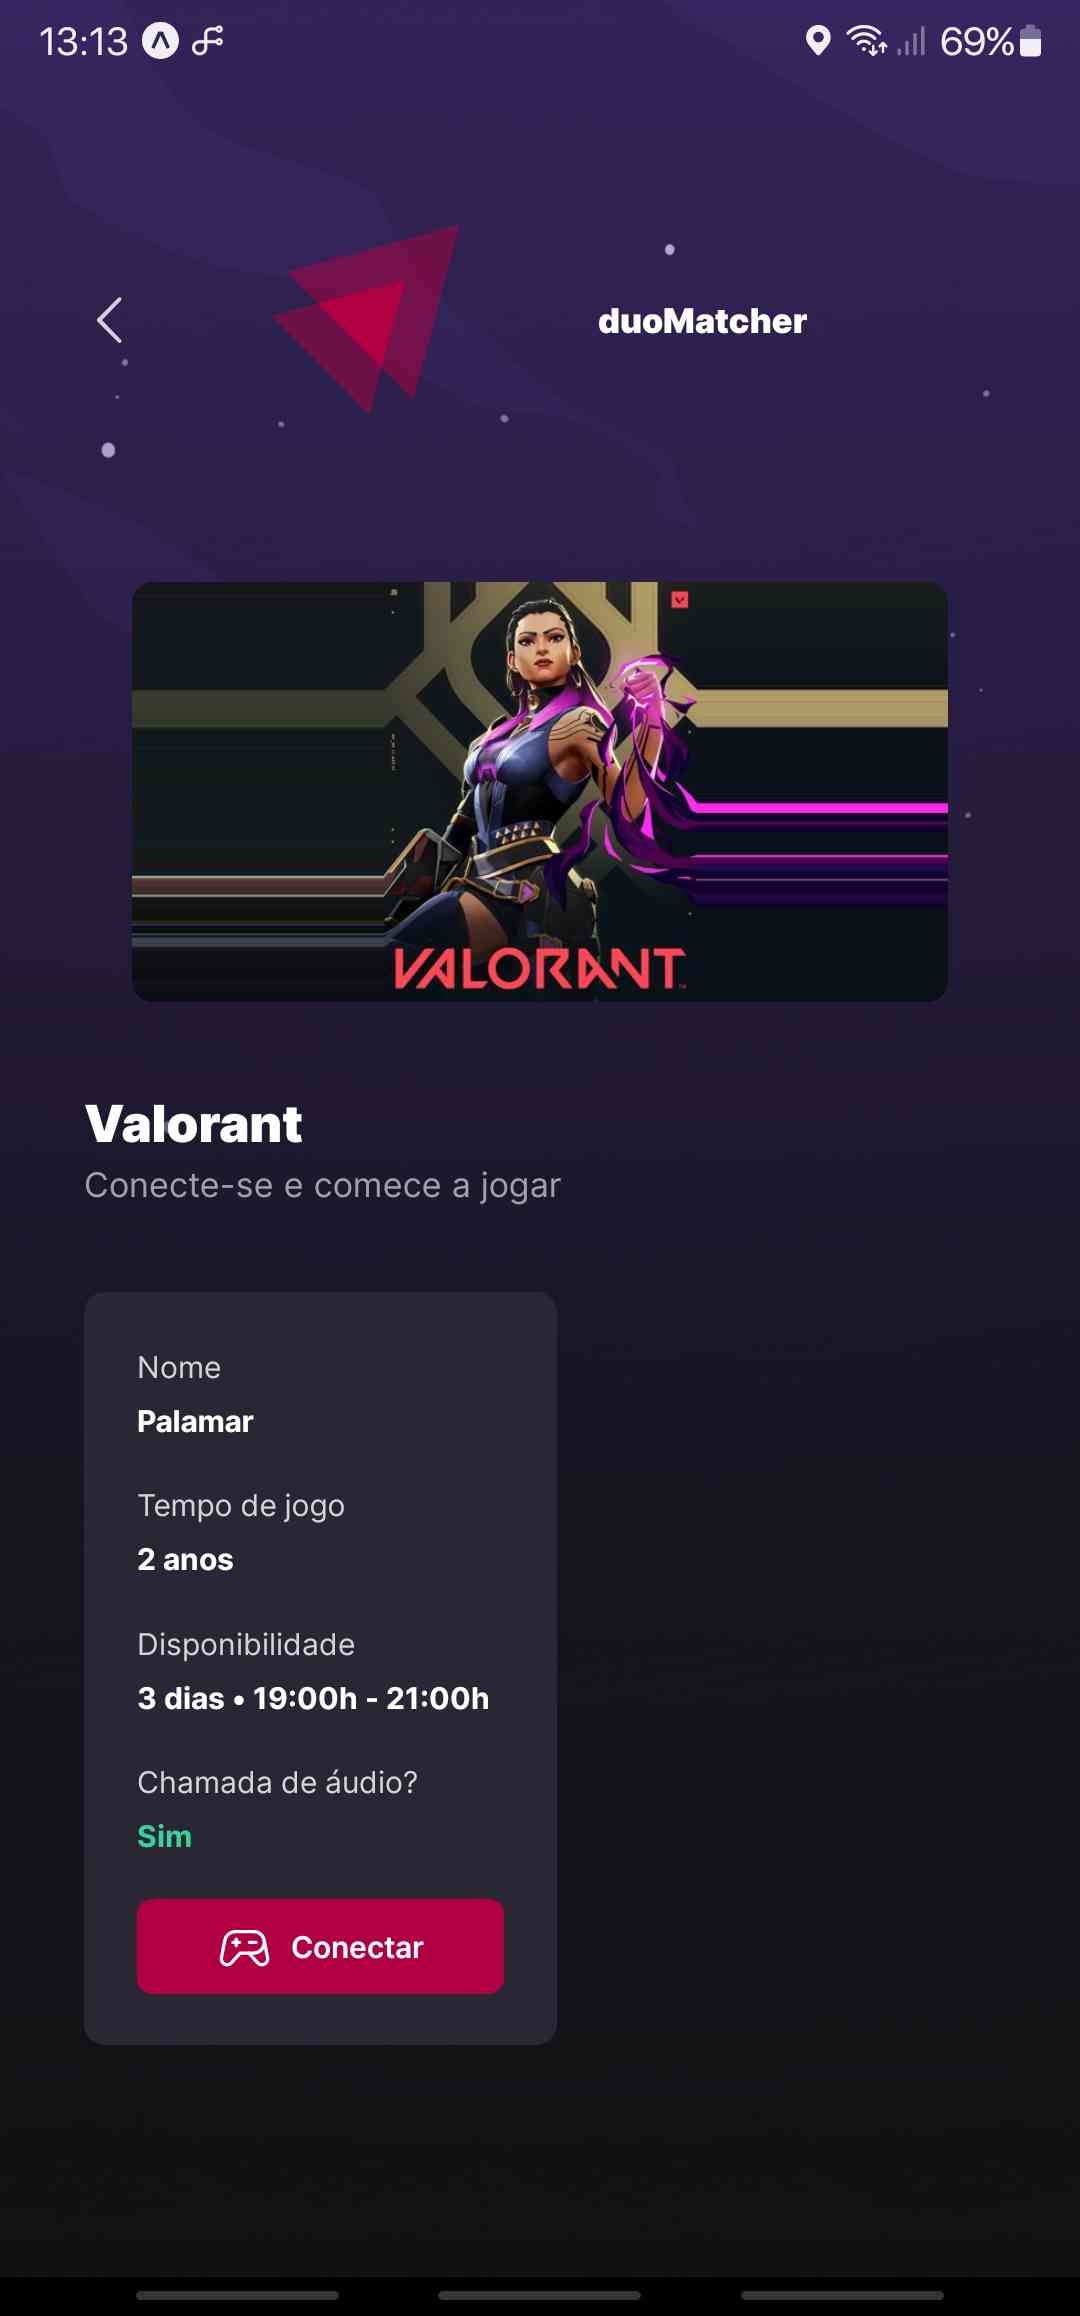 13:13
69%
duoMatcher
VALORANT
Valorant
Conecte-se e comece a jogar
Nome
Palamar
Tempo de jogo
2 anos
Disponibilidade
3 dias • 19:00h - 21:00h
Chamada de áudio?
Sim
Conectar